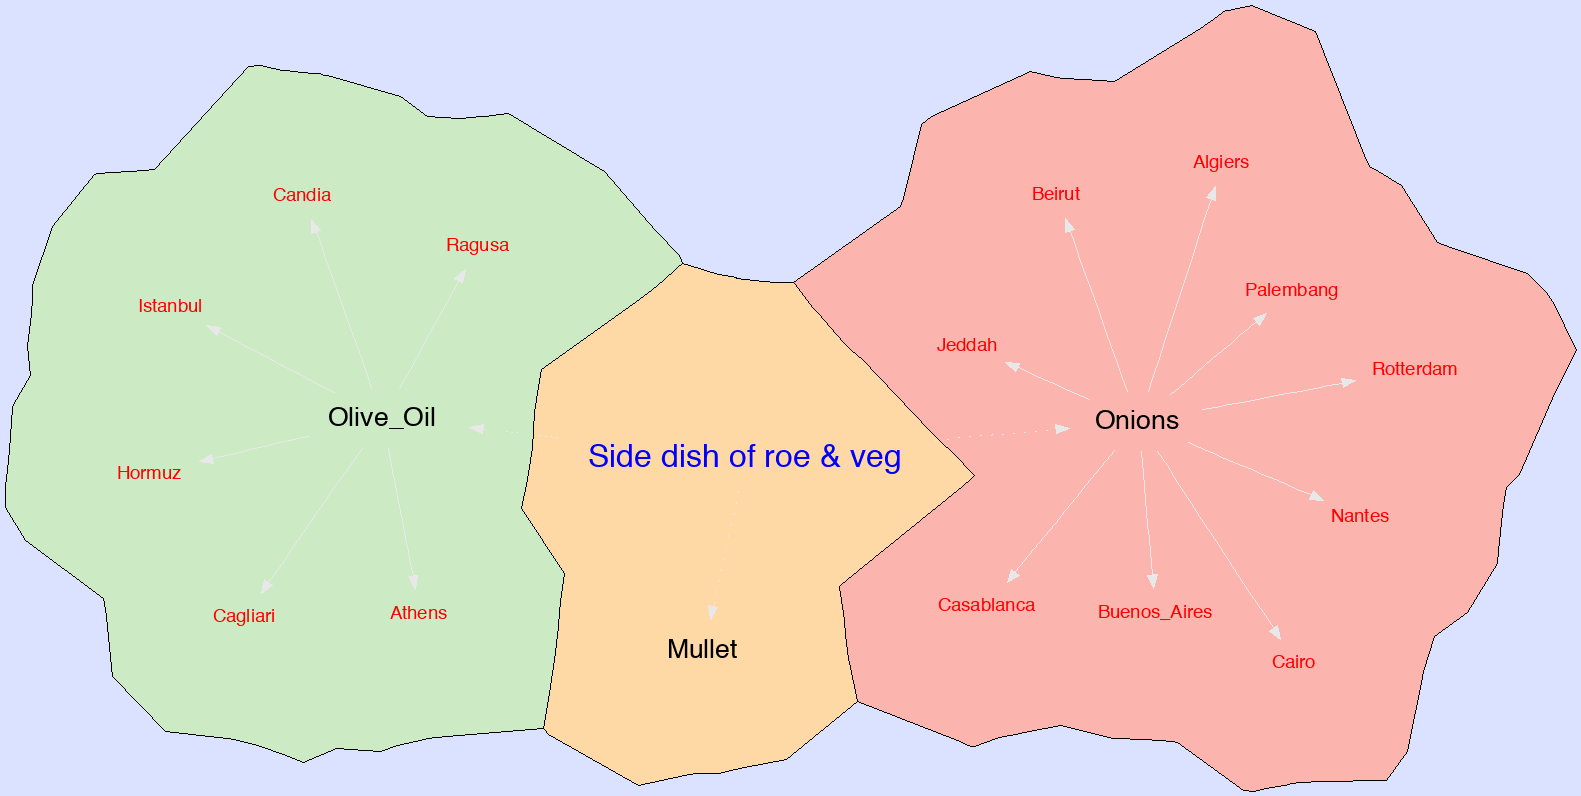 Algiers
Beirut
Candia
Ragusa
Palembang
Istanbul
Jeddah
Rotterdam
Olive_Oil
Onions
Side dish of roe & veg
Hormuz
Nantes
Casablanca
Buenos_Aires
Athens
Cagliari
Mullet
Cairo